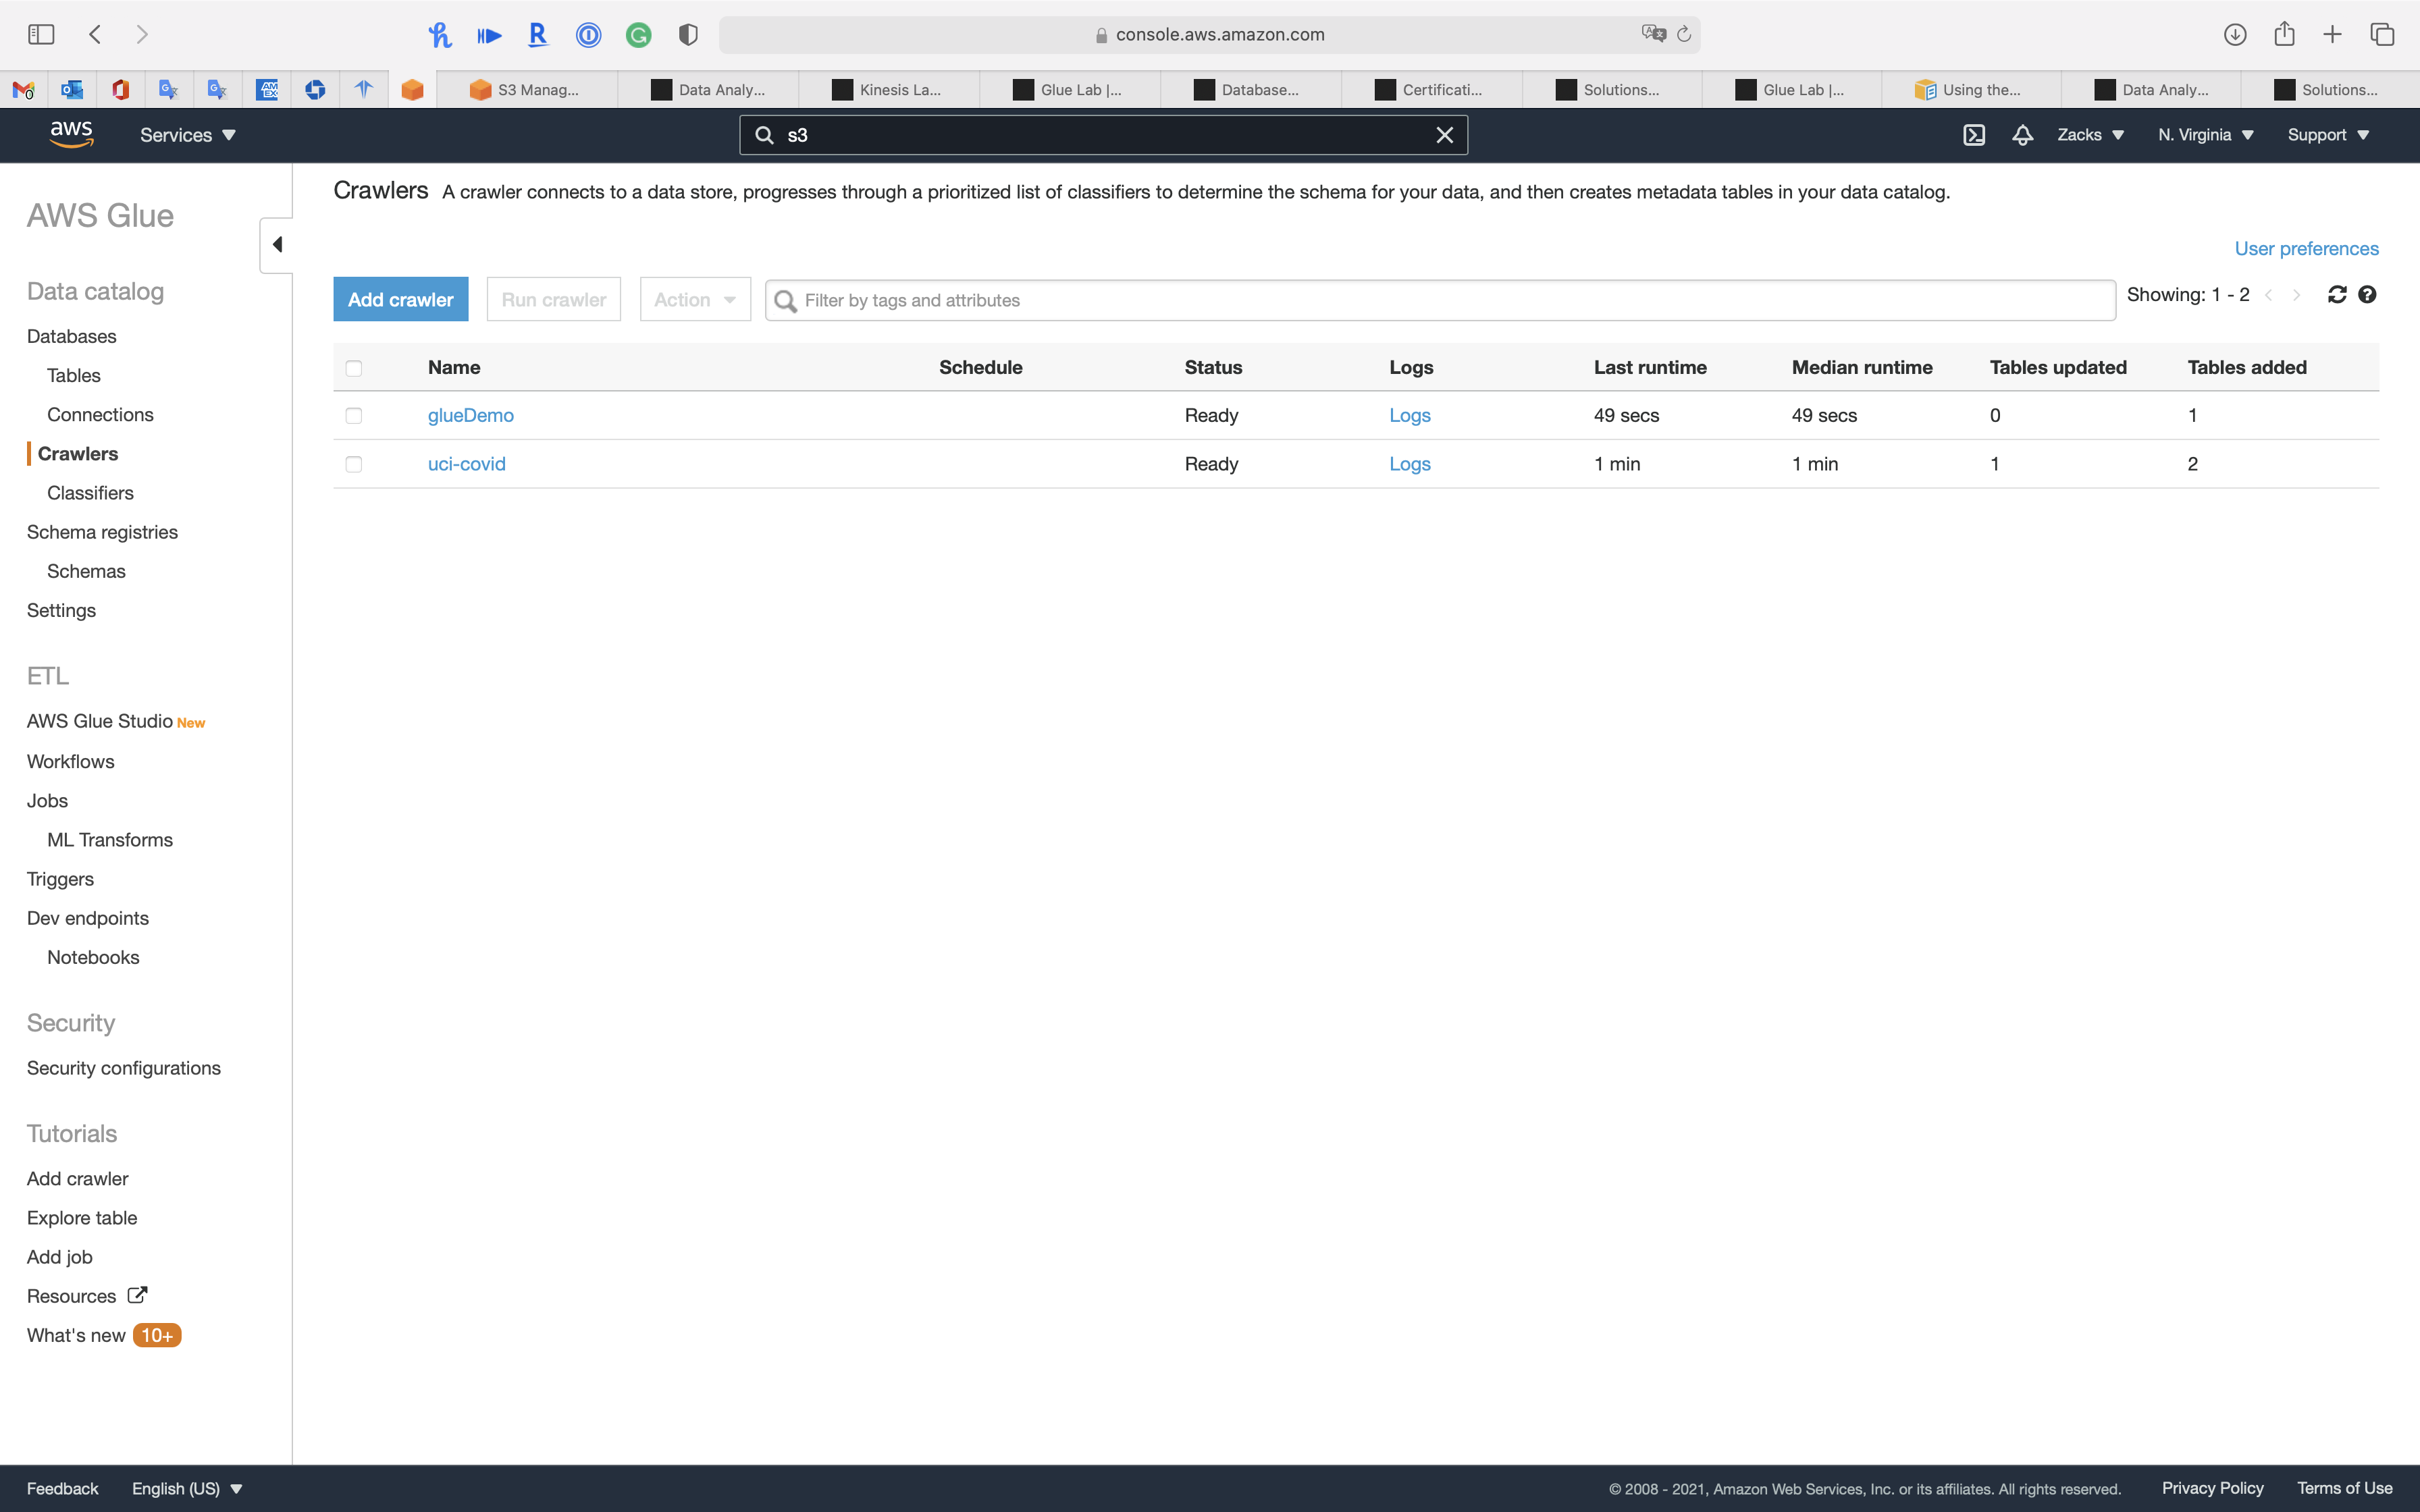 console.aws.amazon.com
S3 Manag...
Data Analy...
Kinesis La...
Glue Lab |...
Database...
Certificati...
Solutions...
Glue Lab |...
Using the...
Data Analy...
Solutions...
aws
Services
s3
Zacks
N. Virginia
Support
AWS Glue
Data catalog
Databases
Tables
Connections
Crawlers
Classifiers
Schema registries
Schemas
Settings
ETL
AWS Glue Studio New
Workflows
Jobs
ML Transforms
Triggers
Dev endpoints
Notebooks
Security
Security configurations
Tutorials
Add crawler
Explore table
Add job
Resources
What's new 10+
Crawlers A crawler connects to a data store, progresses through a prioritized list of classifiers to determine the schema for your data, and then creates metadata tables in your data catalog.
User preferences
Add crawler Run crawler Action Filter by tags and attributes Showing: 1 - 2
Name Schedule Status Logs Last runtime Median runtime Tables updated Tables added
glueDemo Ready Logs 49 secs 49 secs 0 1
uci-covid Ready Logs 1 min 1 min 1 2
Feedback English (US) © 2008 - 2021, Amazon Web Services, Inc. or its affiliates. All rights reserved. Privacy Policy Terms of Use